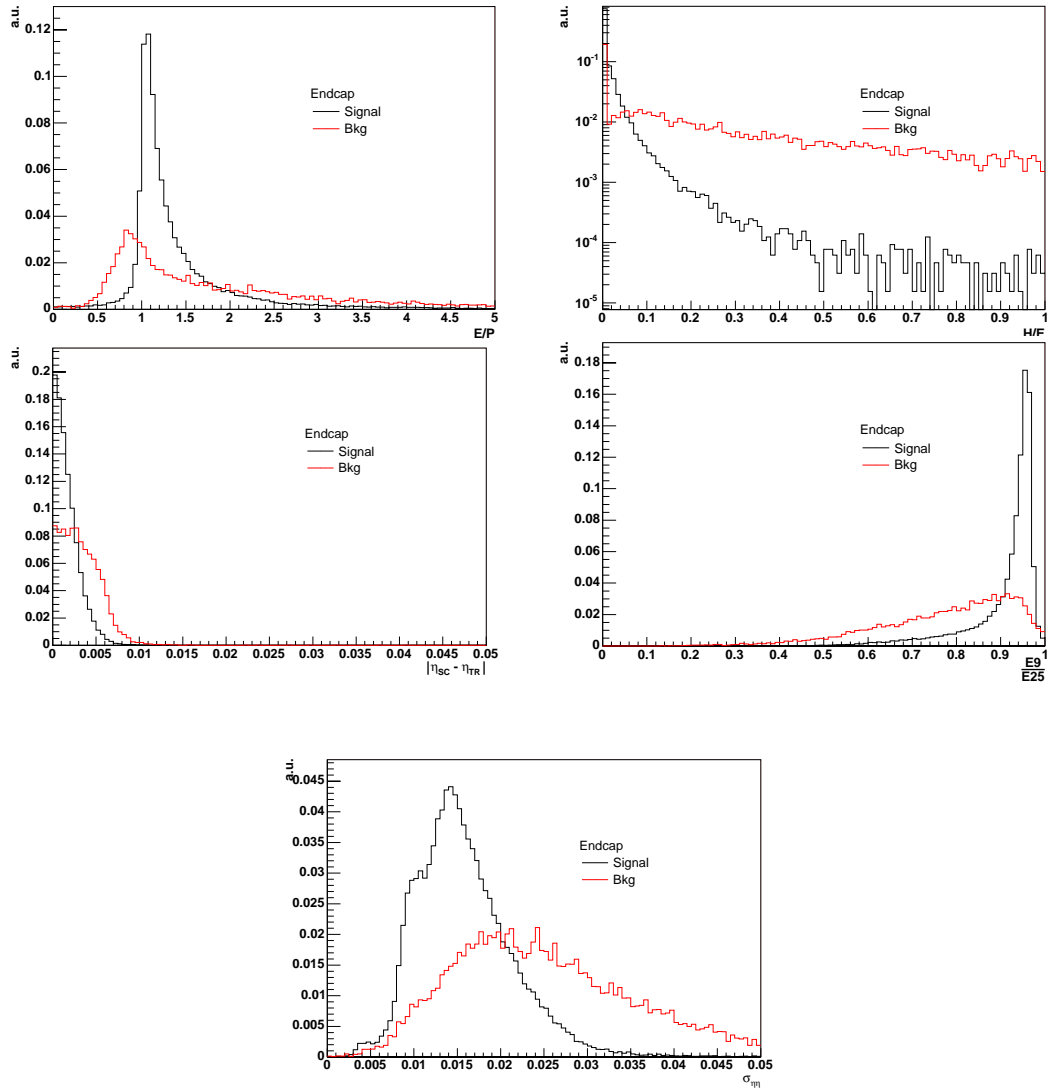 a.u.
0.12
0.1
0.08
0.06
0.04
0.02
0
Endcap
Signal
Bkg
0 0.5 1 1.5 2 2.5 3 3.5 4 4.5 5
E/P
a.u.
10-1
10-2
10-3
10-4
10-5
Endcap
Signal
Bkg
0 0.1 0.2 0.3 0.4 0.5 0.6 0.7 0.8 0.9 1
H/E
a.u.
0.2
0.18
0.16
0.14
0.12
0.1
0.08
0.06
0.04
0.02
0
Endcap
Signal
Bkg
0 0.005 0.01 0.015 0.02 0.025 0.03 0.035 0.04 0.045 0.05
|ηSC - ηTR|
a.u.
0.18
0.16
0.14
0.12
0.1
0.08
0.06
0.04
0.02
0
Endcap
Signal
Bkg
0 0.1 0.2 0.3 0.4 0.5 0.6 0.7 0.8 0.9 1
E9
E25
a.u.
0.045
0.04
0.035
0.03
0.025
0.02
0.015
0.01
0.005
0
Endcap
Signal
Bkg
0 0.005 0.01 0.015 0.02 0.025 0.03 0.035 0.04 0.045 0.05
σηη